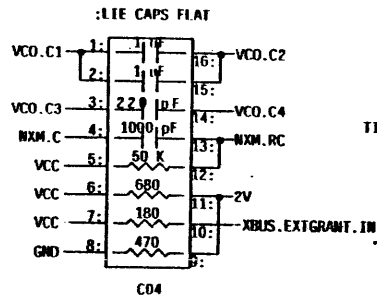 :LIE CAPS FLAT
VCO.C1 1: .1 uF 16: VCO.C2
2: .1 uF 15:
VCO.C3 3: 220 pF 14: VCO.C4
NXM.C 4: 1000 pF 13: NXM.RC
VCC 5: 50 K 12:
VCC 6: 680 11: 2V
VCC 7: 180 10: XBUS.EXTGRANT.IN
GND 8: 470 9:
C04